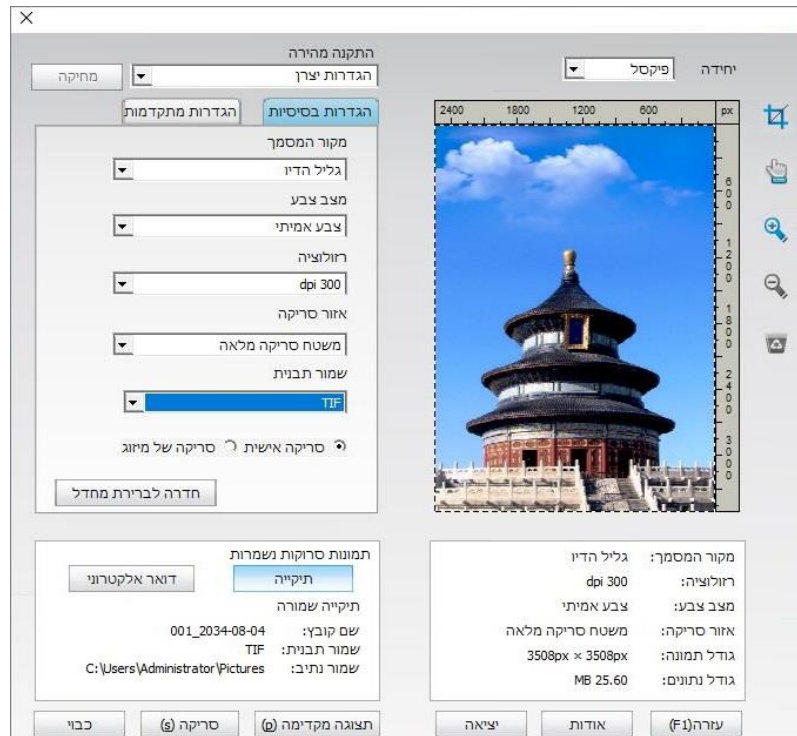 התקנה מהירה
הגדרות יצרן
מחיקה
יחידה
פיקסל
הגדרות בסיסיות
הגדרות מתקדמות
מקור המסמך
גליל הדיו
מצב צבע
צבע אמיתי
רזולוציה
dpi 300
אזור סריקה
משטח סריקה מלאה
שמור תבנית
TIF
סריקה אישית
סריקה של מיזוג
חדרה לברירת מחדל
2400 1800 1200 600 px
600
1200
1800
2400
3000
תמונות סרוקות נשמרות
תיקייה
דואר אלקטרוני
תיקייה שמורה
שם קובץ: 001_2034-08-04
שמור תבנית: TIF
שמור נתיב: C:\Users\Administrator\Pictures
מקור המסמך: גליל הדיו
רזולוציה: dpi 300
מצב צבע: צבע אמיתי
אזור סריקה: משטח סריקה מלאה
גודל תמונה: 3508px × 3508px
גודל נתונים: MB 25.60
עזרה(F1)
אודות
יציאה
תצוגה מקדימה (p)
סריקה (s)
כבוי